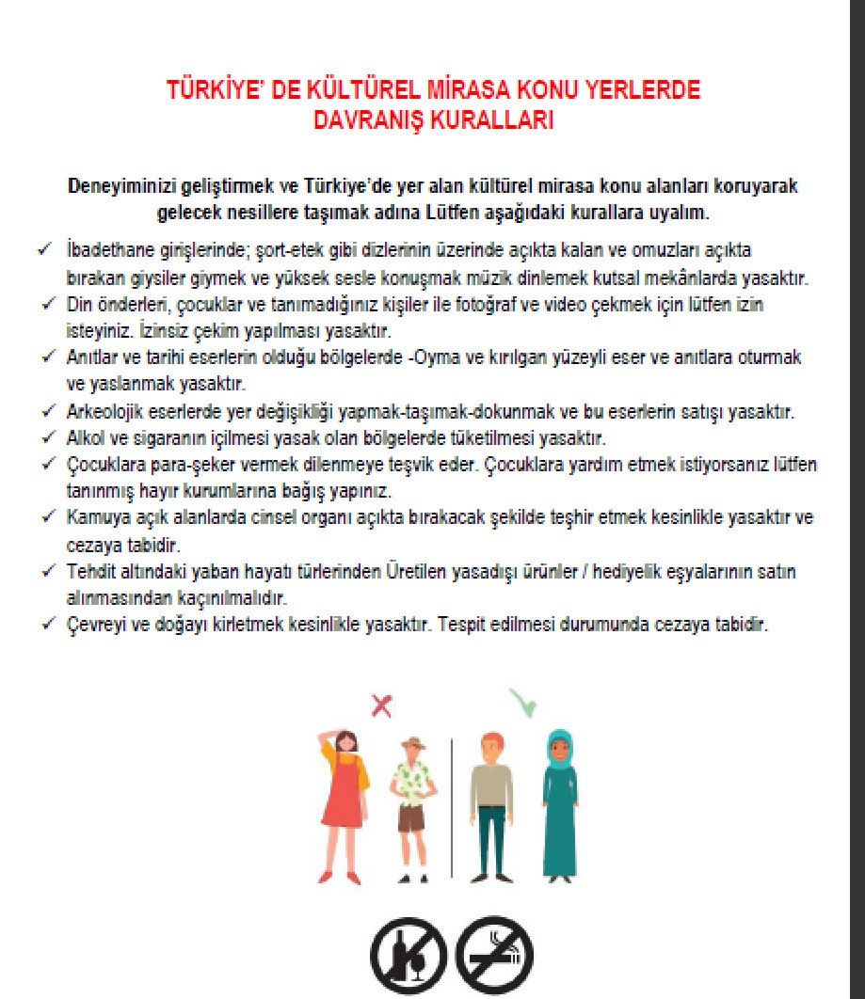 TÜRKİYE' DE KÜLTÜREL MİRASA KONU YERLERDE
DAVRANIŞ KURALLARI
Deneyiminizi geliştirmek ve Türkiye'de yer alan kültürel mirasa konu alanları koruyarak
gelecek nesillere taşımak adına Lütfen aşağıdaki kurallara uyalım.
✓ İbadethane girişlerinde; şort-etek gibi dizlerinin üzerinde açıkta kalan ve omuzları açıkta
bırakan giysiler giymek ve yüksek sesle konuşmak müzik dinlemek kutsal mekânlarda yasaktır.
✓ Din önderleri, çocuklar ve tanımadığınız kişiler ile fotoğraf ve video çekmek için lütfen izin
isteyiniz. İzinsiz çekim yapılması yasaktır.
✓ Anıtlar ve tarihi eserlerin olduğu bölgelerde -Oyma ve kırılgan yüzeyli eser ve anıtlara oturmak
ve yaslanmak yasaktır.
✓ Arkeolojik eserlerde yer değişikliği yapmak-taşımak-dokunmak ve bu eserlerin satışı yasaktır.
✓ Alkol ve sigaranın içilmesi yasak olan bölgelerde tüketilmesi yasaktır.
✓ Çocuklara para-şeker vermek dilenmeye teşvik eder. Çocuklara yardım etmek istiyorsanız lütfen
tanınmış hayır kurumlarına bağış yapınız.
✓ Kamuya açık alanlarda cinsel organı açıkta bırakacak şekilde teşhir etmek kesinlikle yasaktır ve
cezaya tabidir.
✓ Tehdit altındaki yaban hayatı türlerinden Üretilen yasadışı ürünler / hediyelik eşyalarının satın
alınmasından kaçınılmalıdır.
✓ Çevreyi ve doğayı kirletmek kesinlikle yasaktır. Tespit edilmesi durumunda cezaya tabidir.